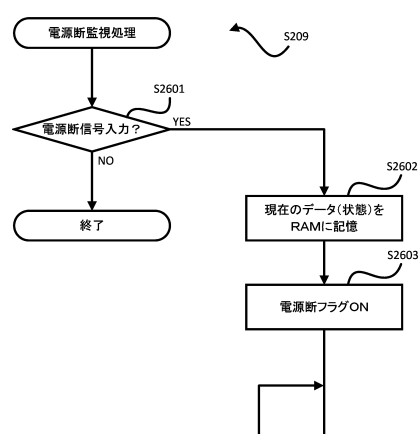 電源断監視処理
S209
S2601
電源断信号入力？
YES
NO
終了
S2602
現在のデータ（状態）を
RAMに記憶
S2603
電源断フラグON